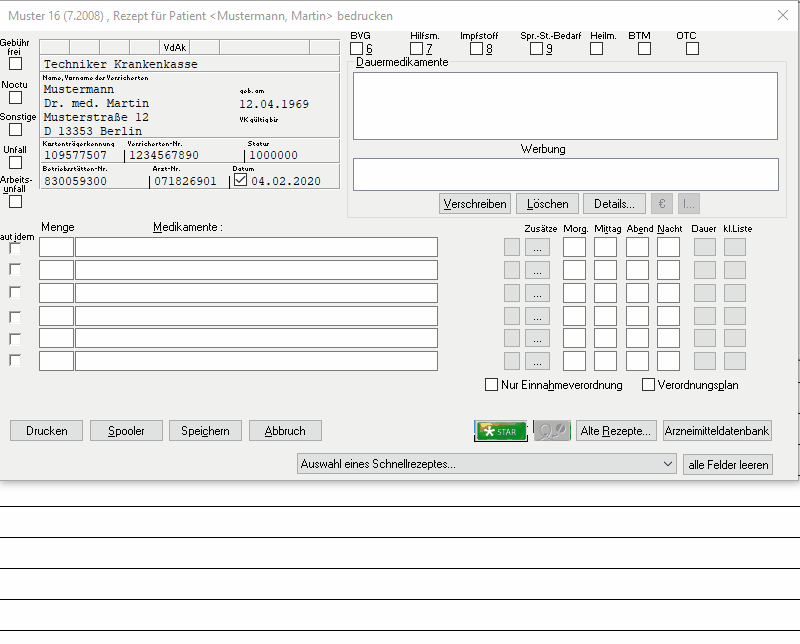 Muster 16 (7.2008) , Rezept für Patient <Mustermann, Martin> bedrucken
Gebühr frei
Noctu
Sonstige
Unfall
Arbeits-unfall
VdAk
Techniker Krankenkasse
Name, Vorname des Versicherten
Mustermann
geb. am
Dr. med. Martin 12.04.1969
Musterstraße 12
VK gültig bis
D 13353 Berlin
Kostenträgerkennung Versicherten-Nr. Status
109577507 1234567890 1000000
Betriebsstätten-Nr. Arzt-Nr. Datum
830059300 071826901 04.02.2020
BVG Hilfsm. Impfstoff Spr.-St.-Bedarf Heilm. BTM OTC
6 7 8 9
Dauermedikamente
Werbung
Verschreiben Löschen Details... € I...
aut idem Menge Medikamente : Zusätze Morg. Mittag Abend Nacht Dauer kl.Liste
...
...
...
...
...
...
Nur Einnahmeverordnung Verordnungsplan
Drucken Spooler Speichern Abbruch STAR Alte Rezepte... Arzneimitteldatenbank
Auswahl eines Schnellrezeptes... alle Felder leeren